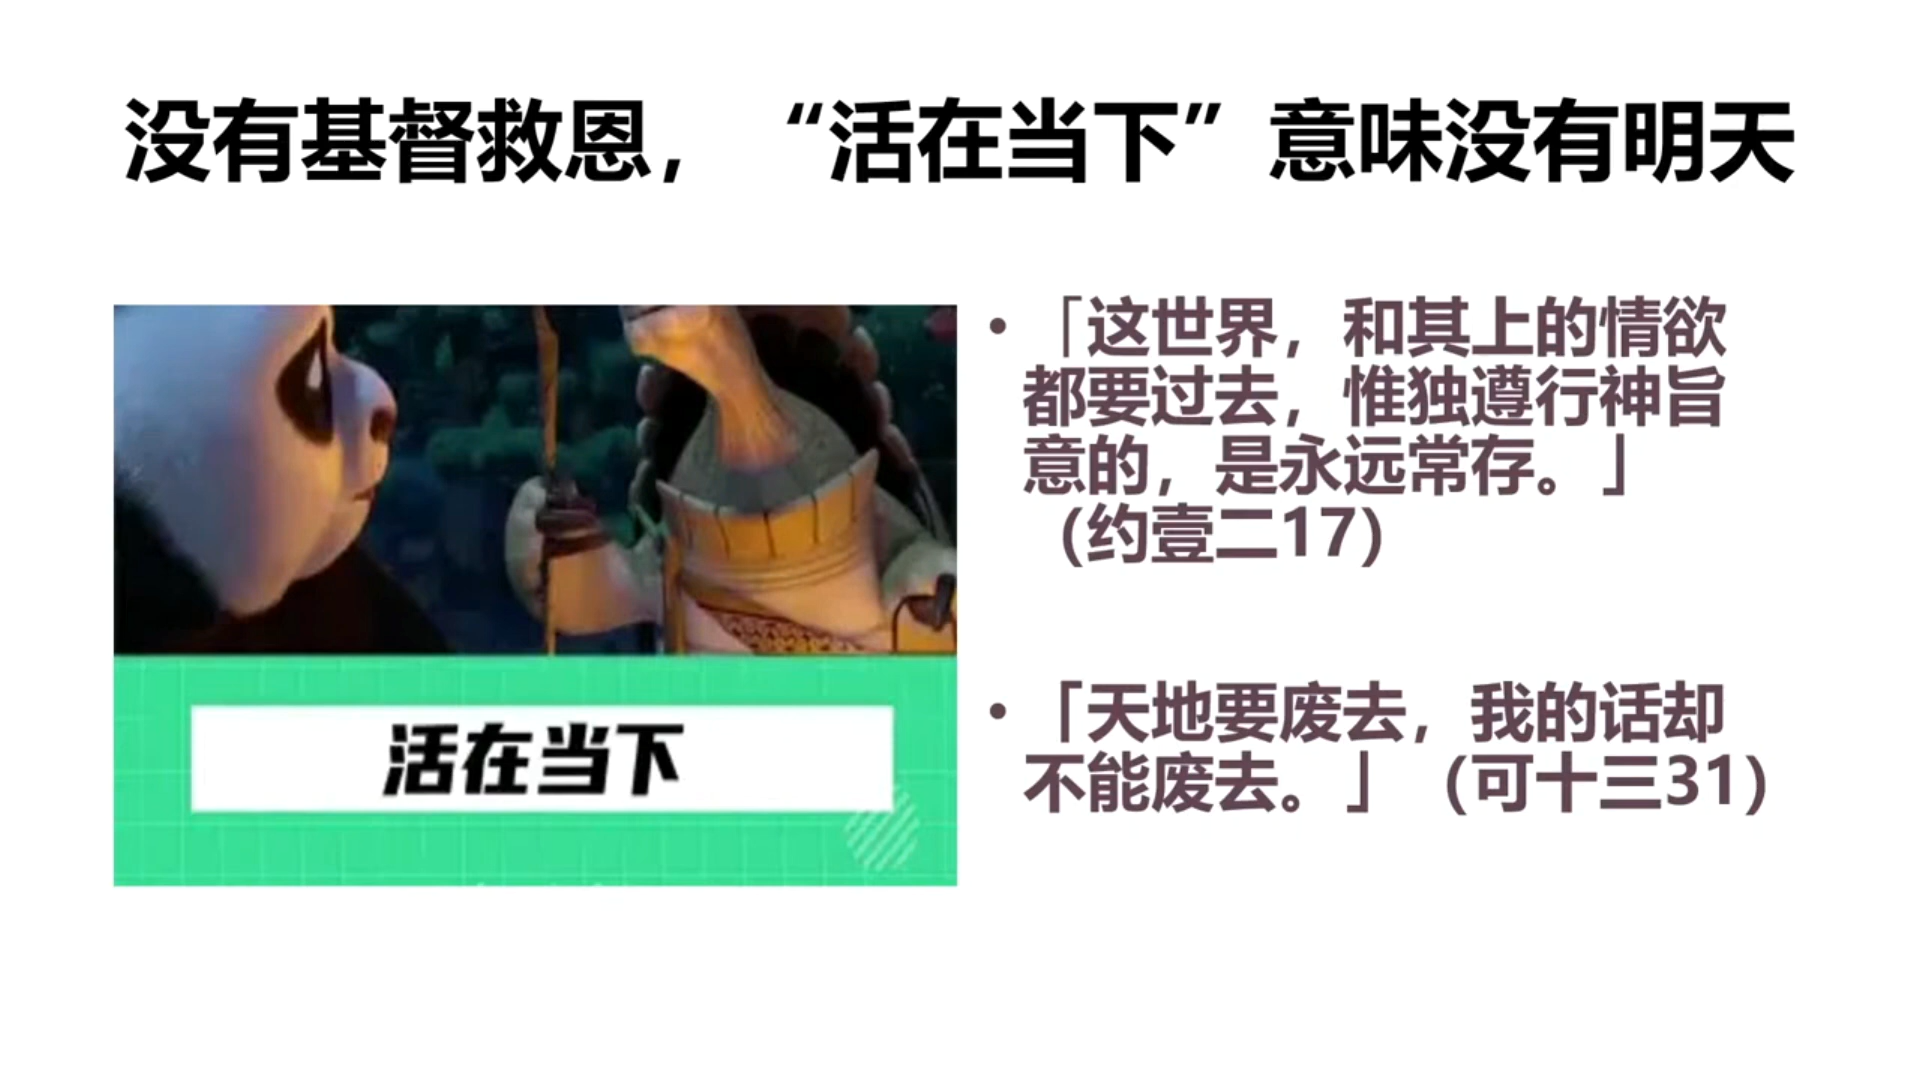 没有基督救恩，“活在当下”意味没有明天
活在当下
• 「这世界，和其上的情欲
都要过去，惟独遵行神旨
意的，是永远常存。」
（约壹二17）
• 「天地要废去，我的话却
不能废去。」（可十三31）